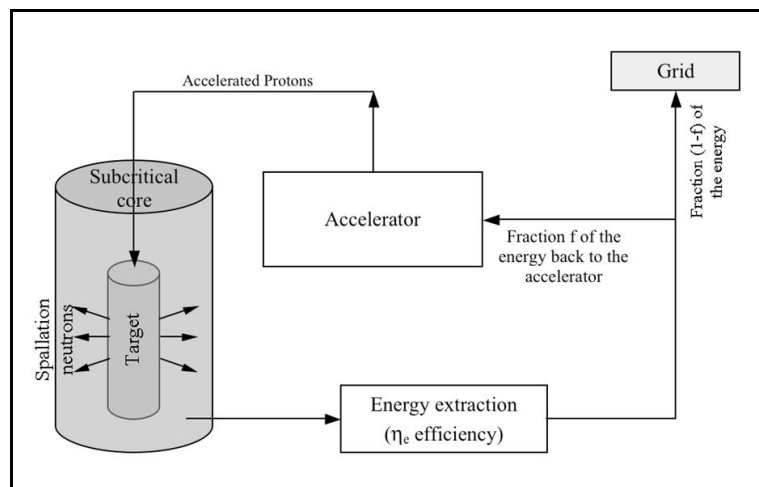 Grid
Accelerated Protons
Fraction (1-f) of
the energy
Subcritical
core
Accelerator
Fraction f of the
energy back to the
accelerator
Spallation
neutrons
Target
Energy extraction
(ηe efficiency)